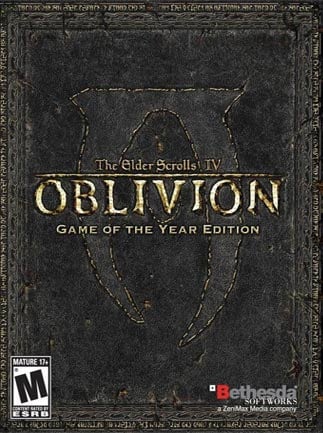 The Elder Scrolls IV
OBLIVION
GAME OF THE YEAR EDITION
MATURE 17+
M
CONTENT RATED BY
ESRB
Bethesda
SOFTWORKS
a ZeniMax Media company